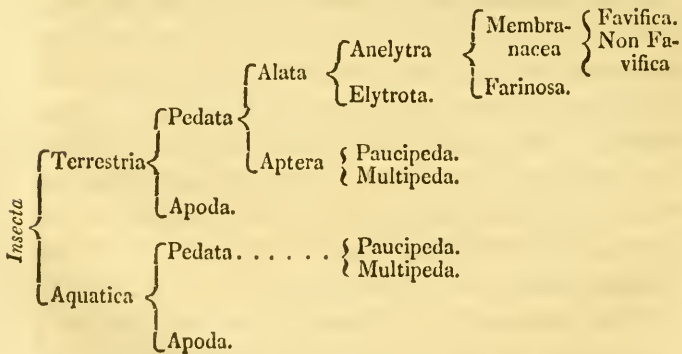 Favifica.
Membra-
nacea
Non Fa-
vifica
Anelytra
Alata
Elytrota.
Farinosa.
Pedata
Terrestria
Aptera
Paucipeda.
Multipeda.
Apoda.
Insecta
Pedata . . . . . .
Paucipeda.
Multipeda.
Aquatica
Apoda.